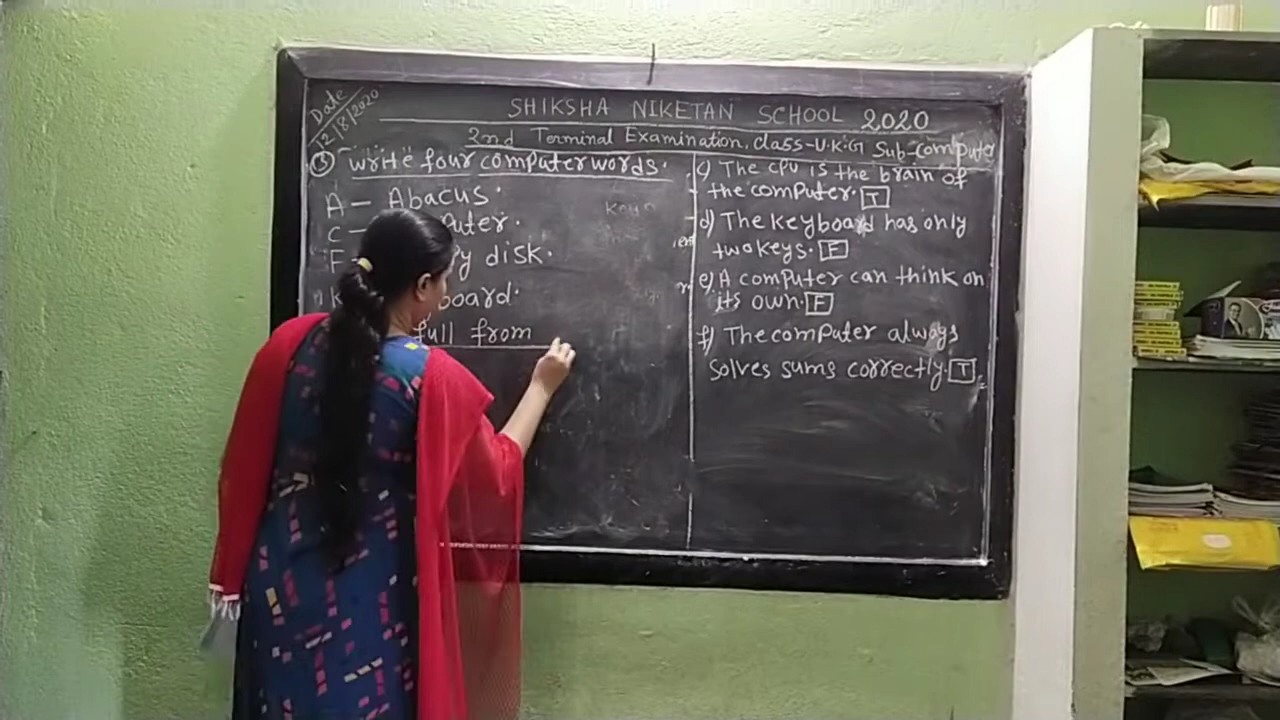 Date
12/8/2020
SHIKSHA NIKETAN SCHOOL 2020
2nd Terminal Examination, class-U.K.G Sub-Computer
③ write four computer words.
A — Abacus.
C — puter.
F — y disk.
K board.
full from
c) The CPU is the brain of
the computer. T
d) The keyboard has only
two keys. F
e) A computer can think on
its own. F
f) The computer always
solves sums correctly. T